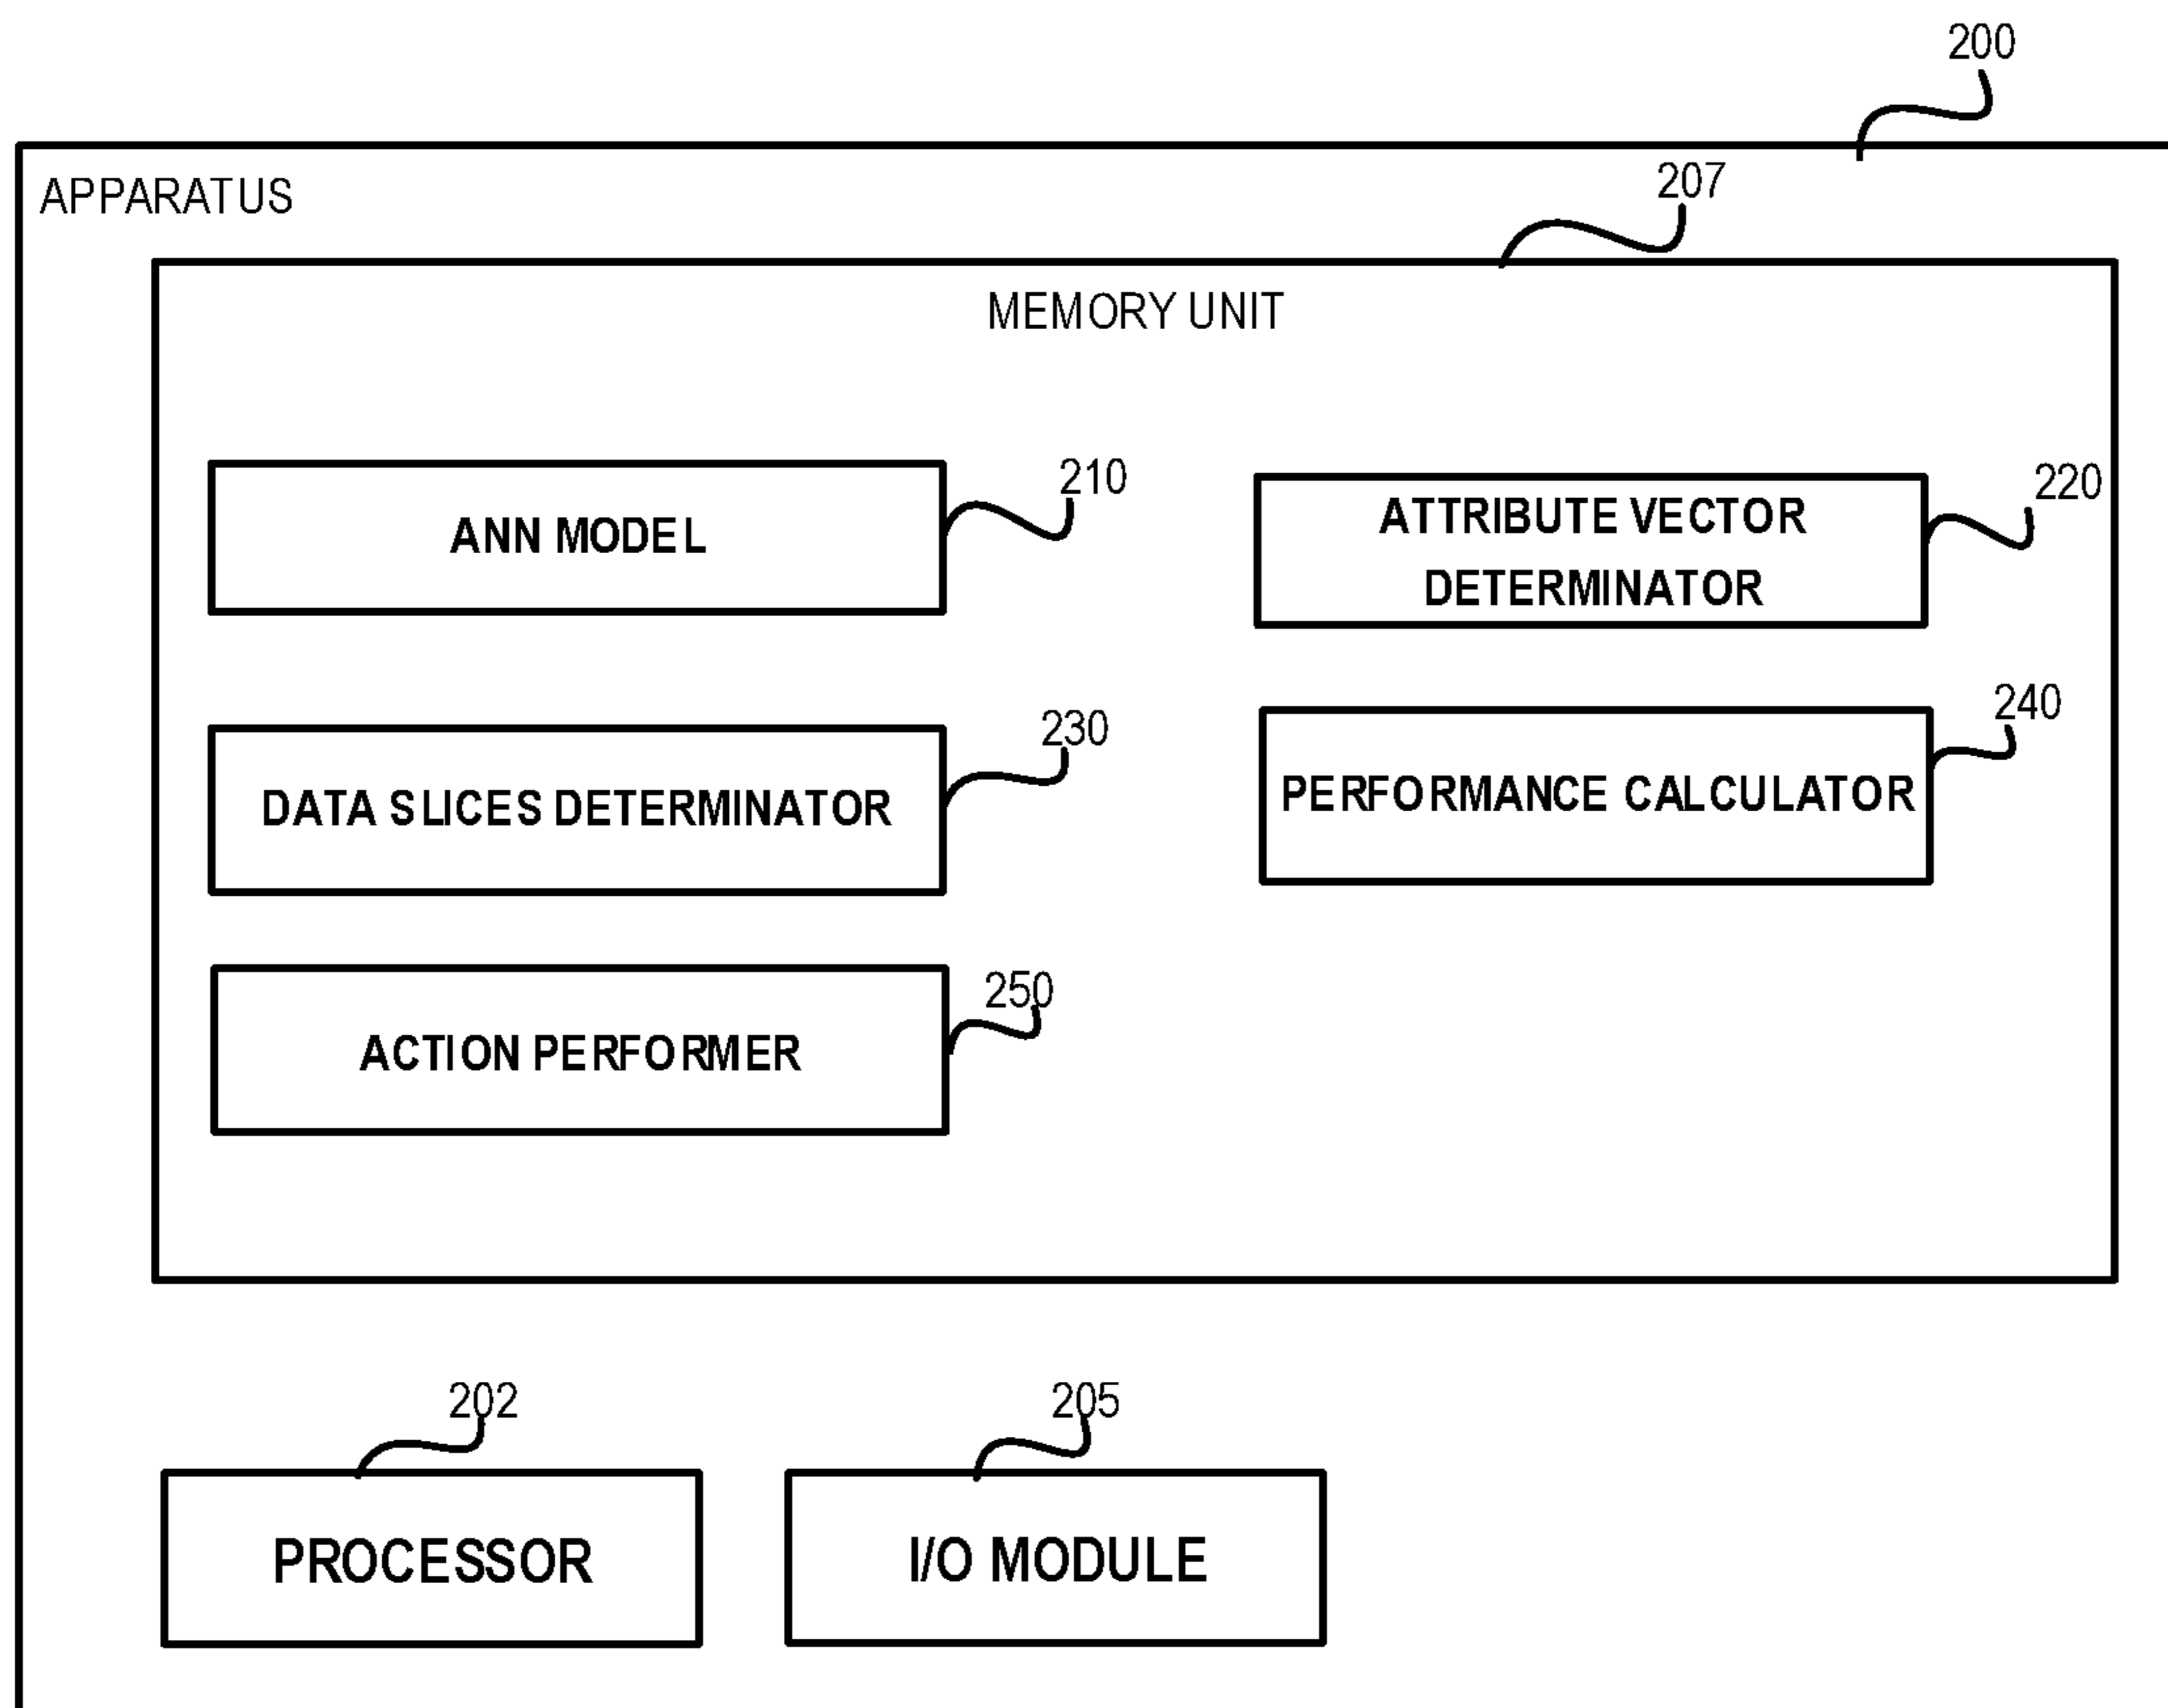 200
APPARATUS
207
MEMORY UNIT
210
ANN MODEL
220
ATTRIBUTE VECTOR
DETERMINATOR
230
DATA SLICES DETERMINATOR
240
PERFORMANCE CALCULATOR
250
ACTION PERFORMER
202
PROCESSOR
205
I/O MODULE